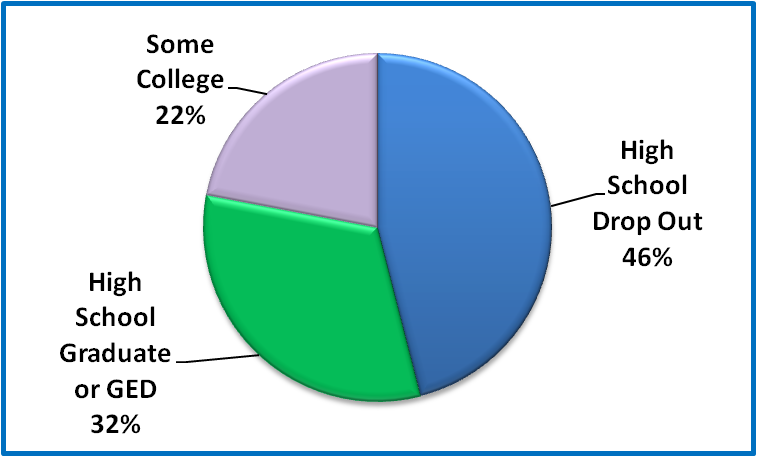 Some
College
22%
High
School
Drop Out
46%
High
School
Graduate
or GED
32%